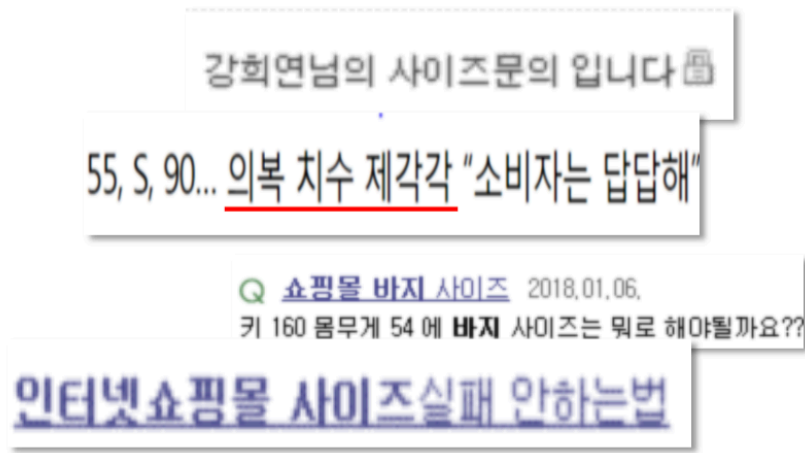 강희연님의 사이즈문의 입니다
55, S, 90... 의복 치수 제각각 “소비자는 답답해”
Q 쇼핑몰 바지 사이즈 2018.01.06.
키 160 몸무게 54 에 바지 사이즈는 뭐로 해야될까요??
인터넷쇼핑몰 사이즈실패 안하는법